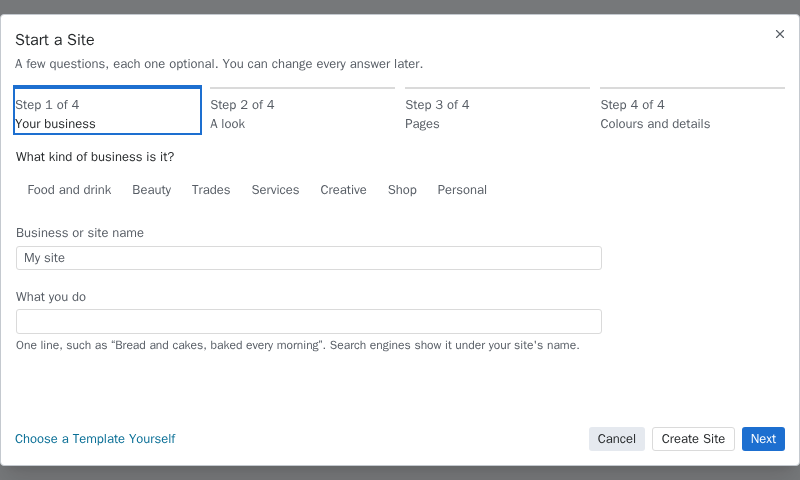 Start a Site
A few questions, each one optional. You can change every answer later.
Step 1 of 4
Your business
Step 2 of 4
A look
Step 3 of 4
Pages
Step 4 of 4
Colours and details
What kind of business is it?
Food and drink Beauty Trades Services Creative Shop Personal
Business or site name
My site
What you do
One line, such as “Bread and cakes, baked every morning”. Search engines show it under your site's name.
Choose a Template Yourself
Cancel Create Site Next